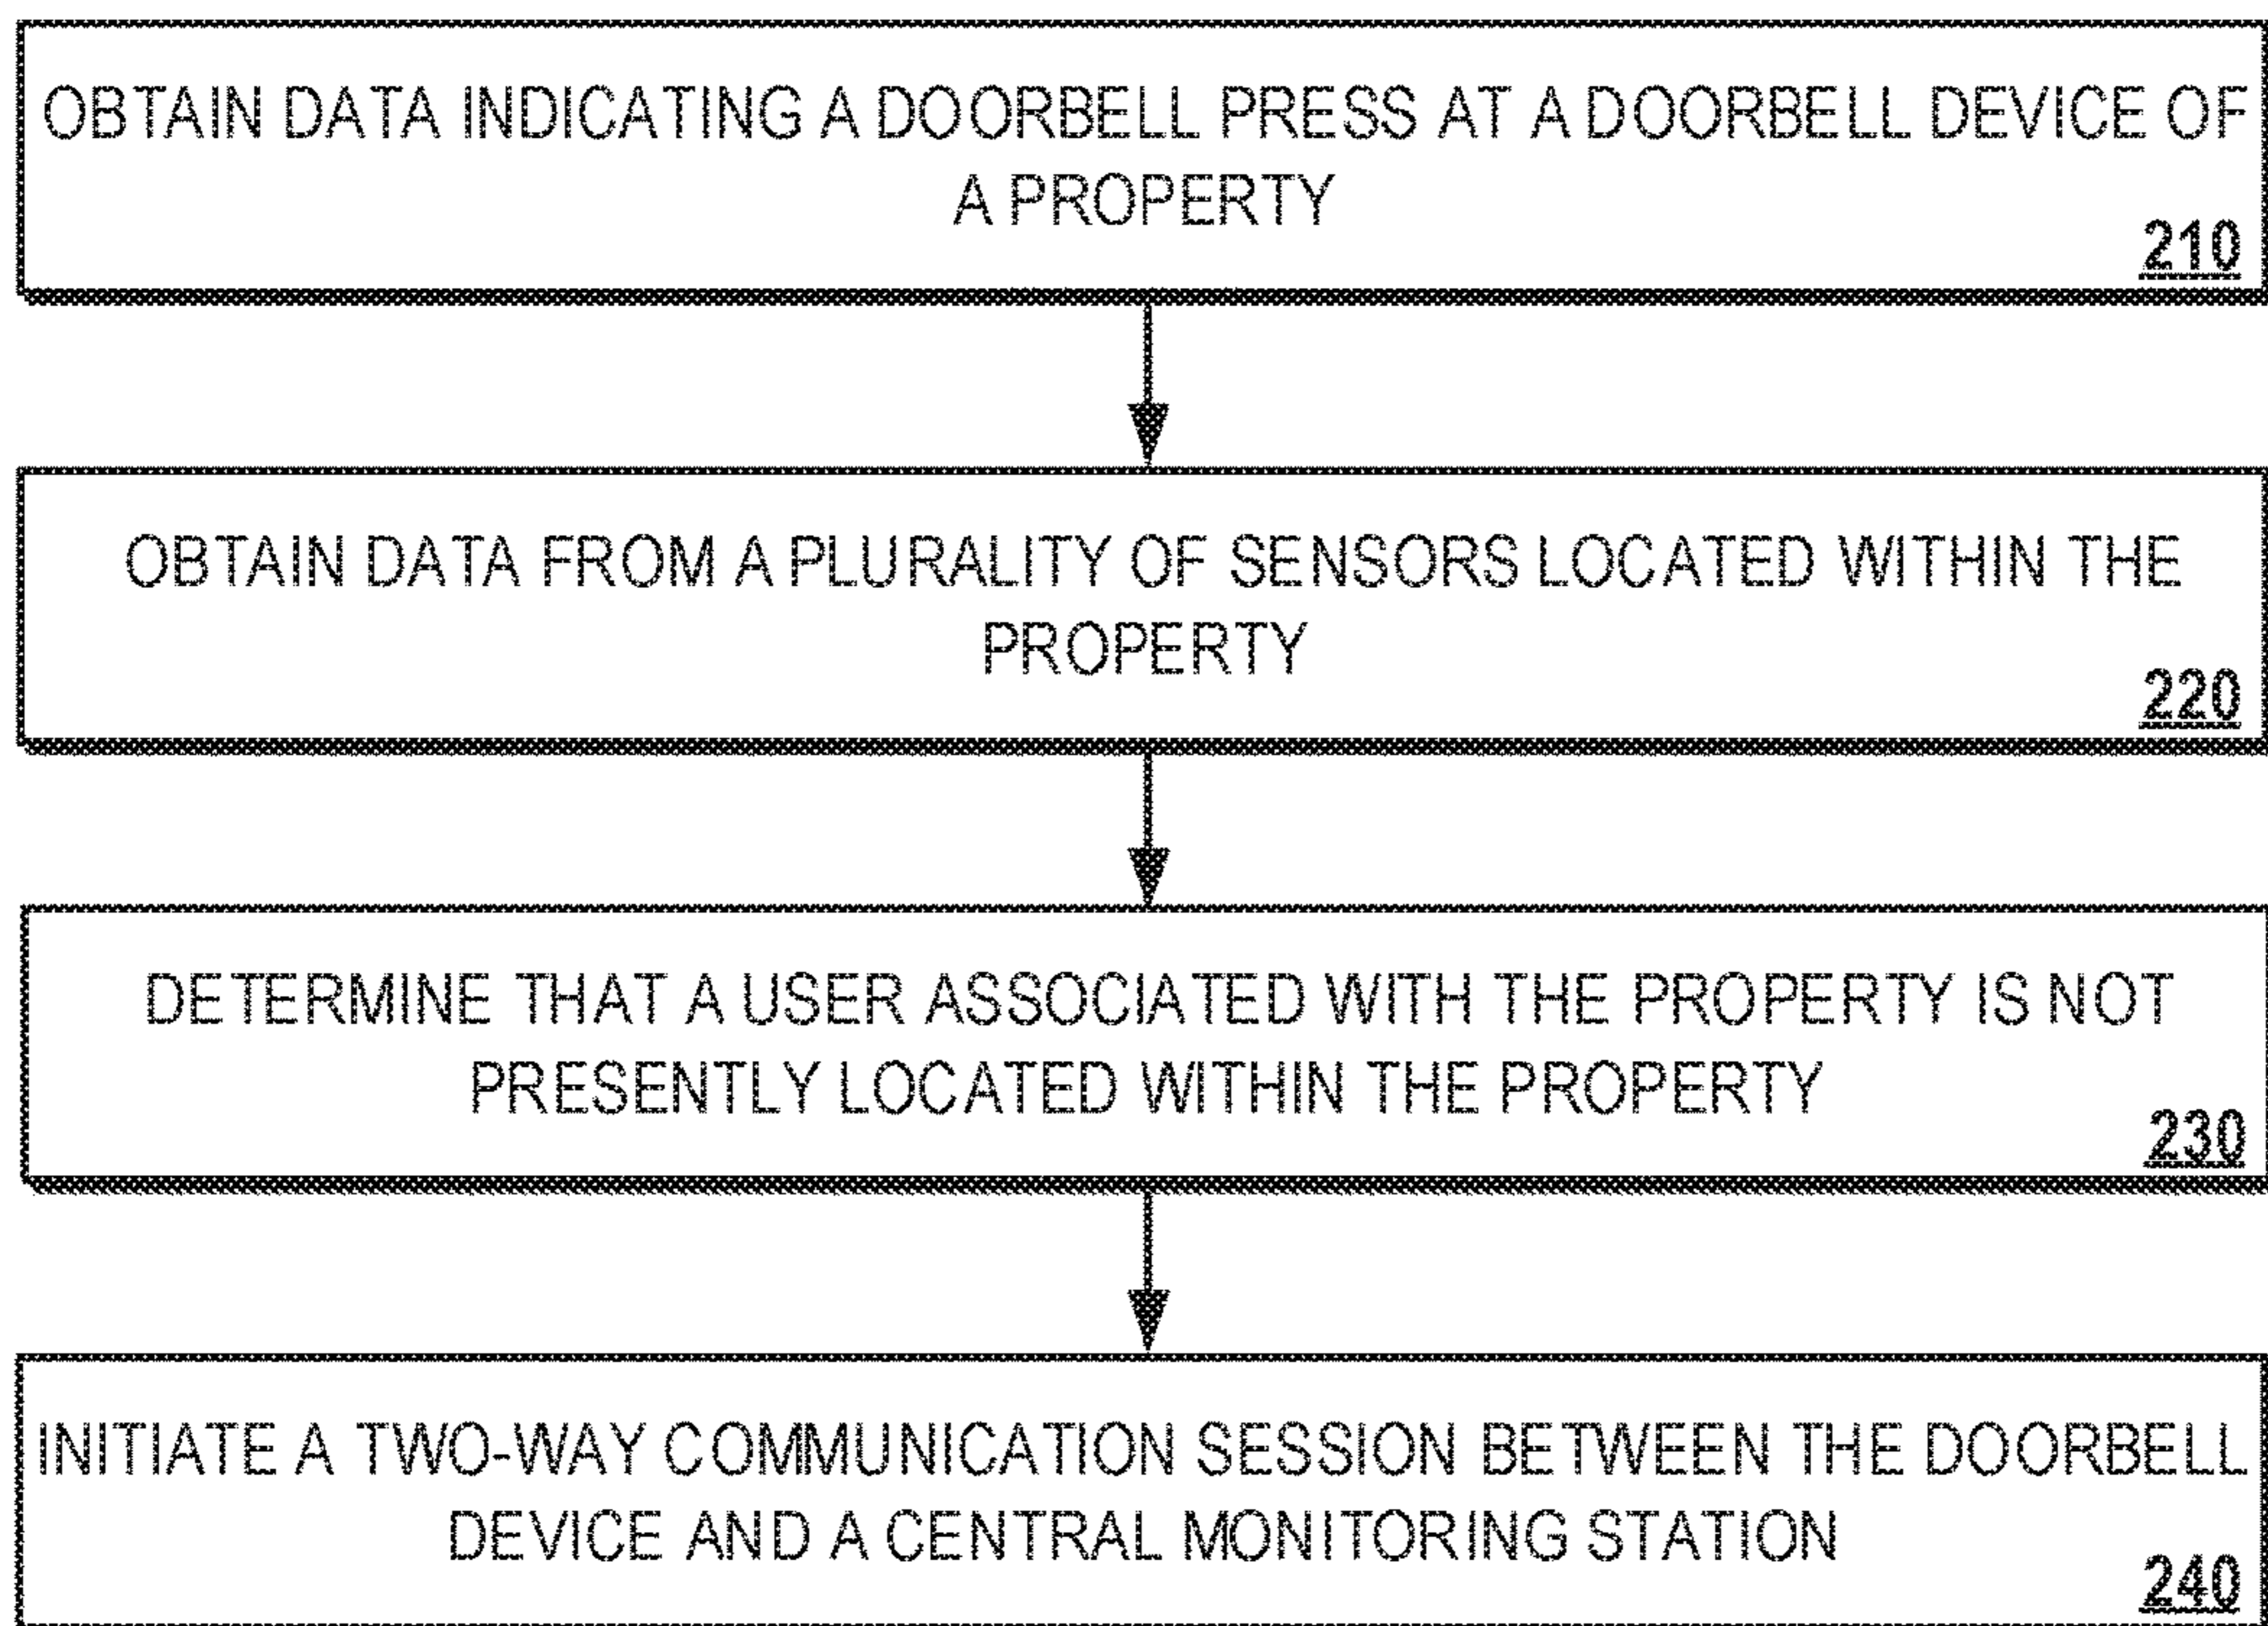 OBTAIN DATA INDICATING A DOORBELL PRESS AT A DOORBELL DEVICE OF
A PROPERTY
210
OBTAIN DATA FROM A PLURALITY OF SENSORS LOCATED WITHIN THE
PROPERTY
220
DETERMINE THAT A USER ASSOCIATED WITH THE PROPERTY IS NOT
PRESENTLY LOCATED WITHIN THE PROPERTY
230
INITIATE A TWO-WAY COMMUNICATION SESSION BETWEEN THE DOORBELL
DEVICE AND A CENTRAL MONITORING STATION
240